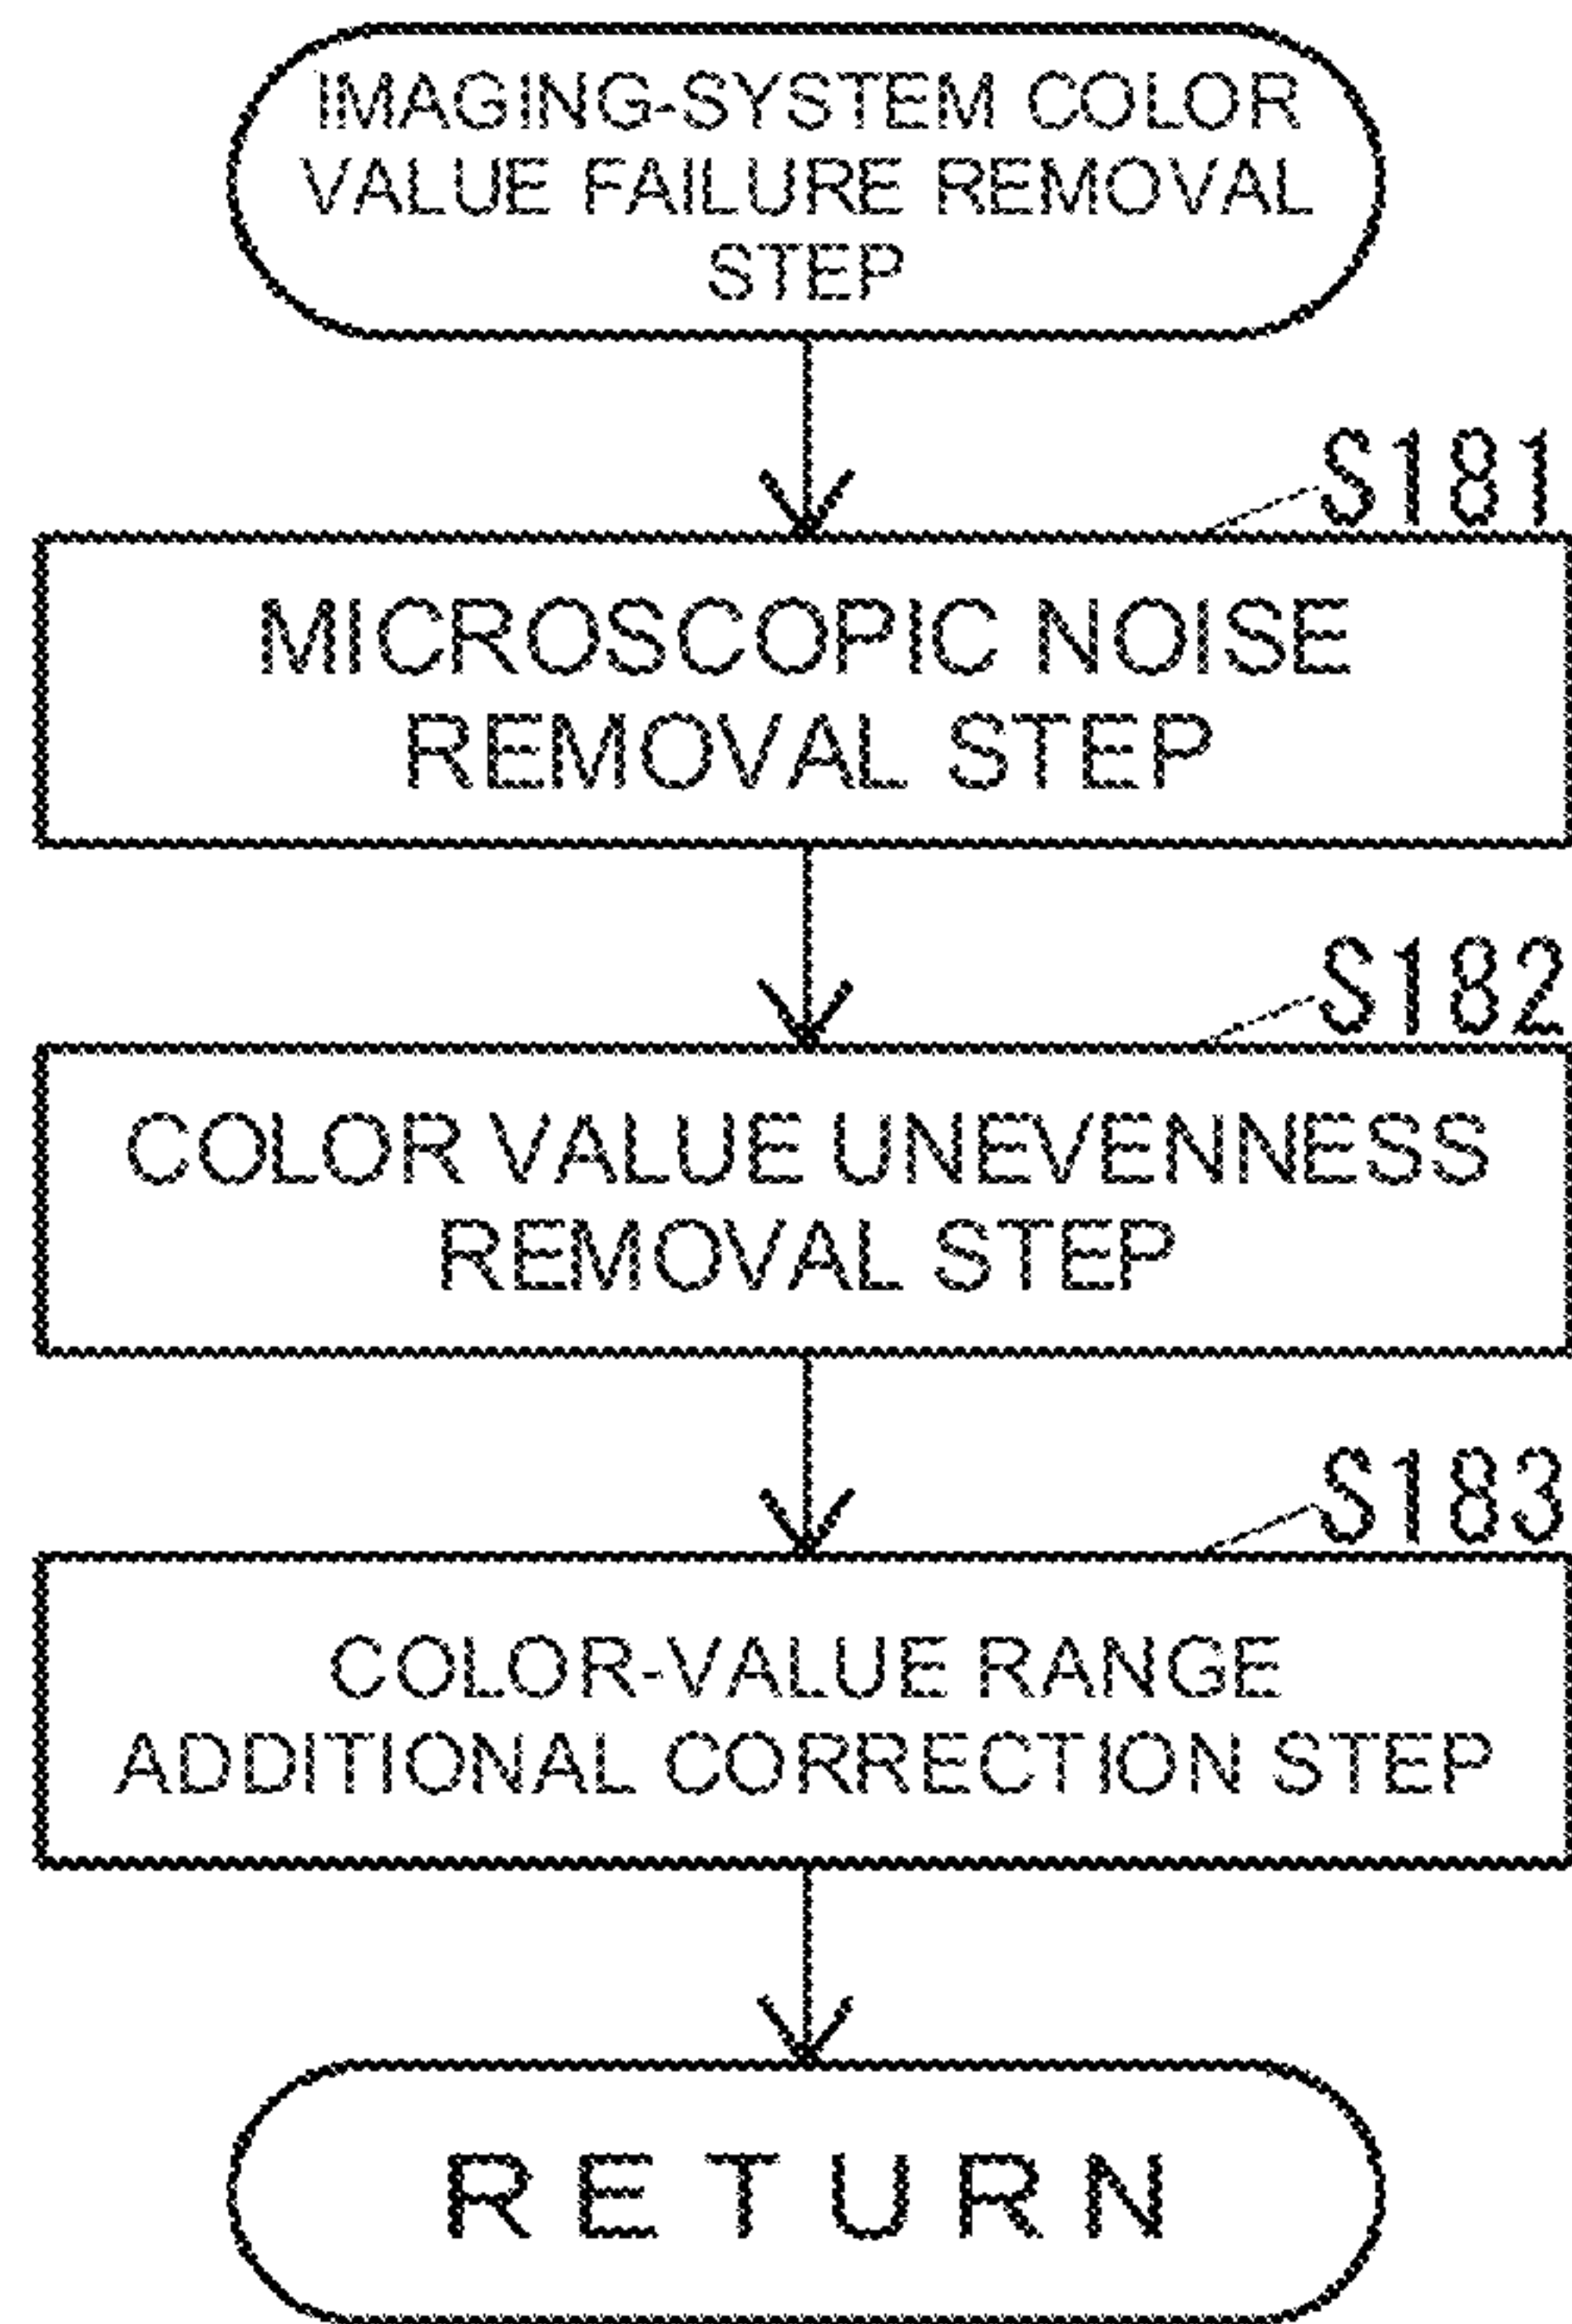 IMAGING-SYSTEM COLOR
VALUE FAILURE REMOVAL
STEP
S181
MICROSCOPIC NOISE
REMOVAL STEP
S182
COLOR VALUE UNEVENNESS
REMOVAL STEP
S183
COLOR-VALUE RANGE
ADDITIONAL CORRECTION STEP
RETURN